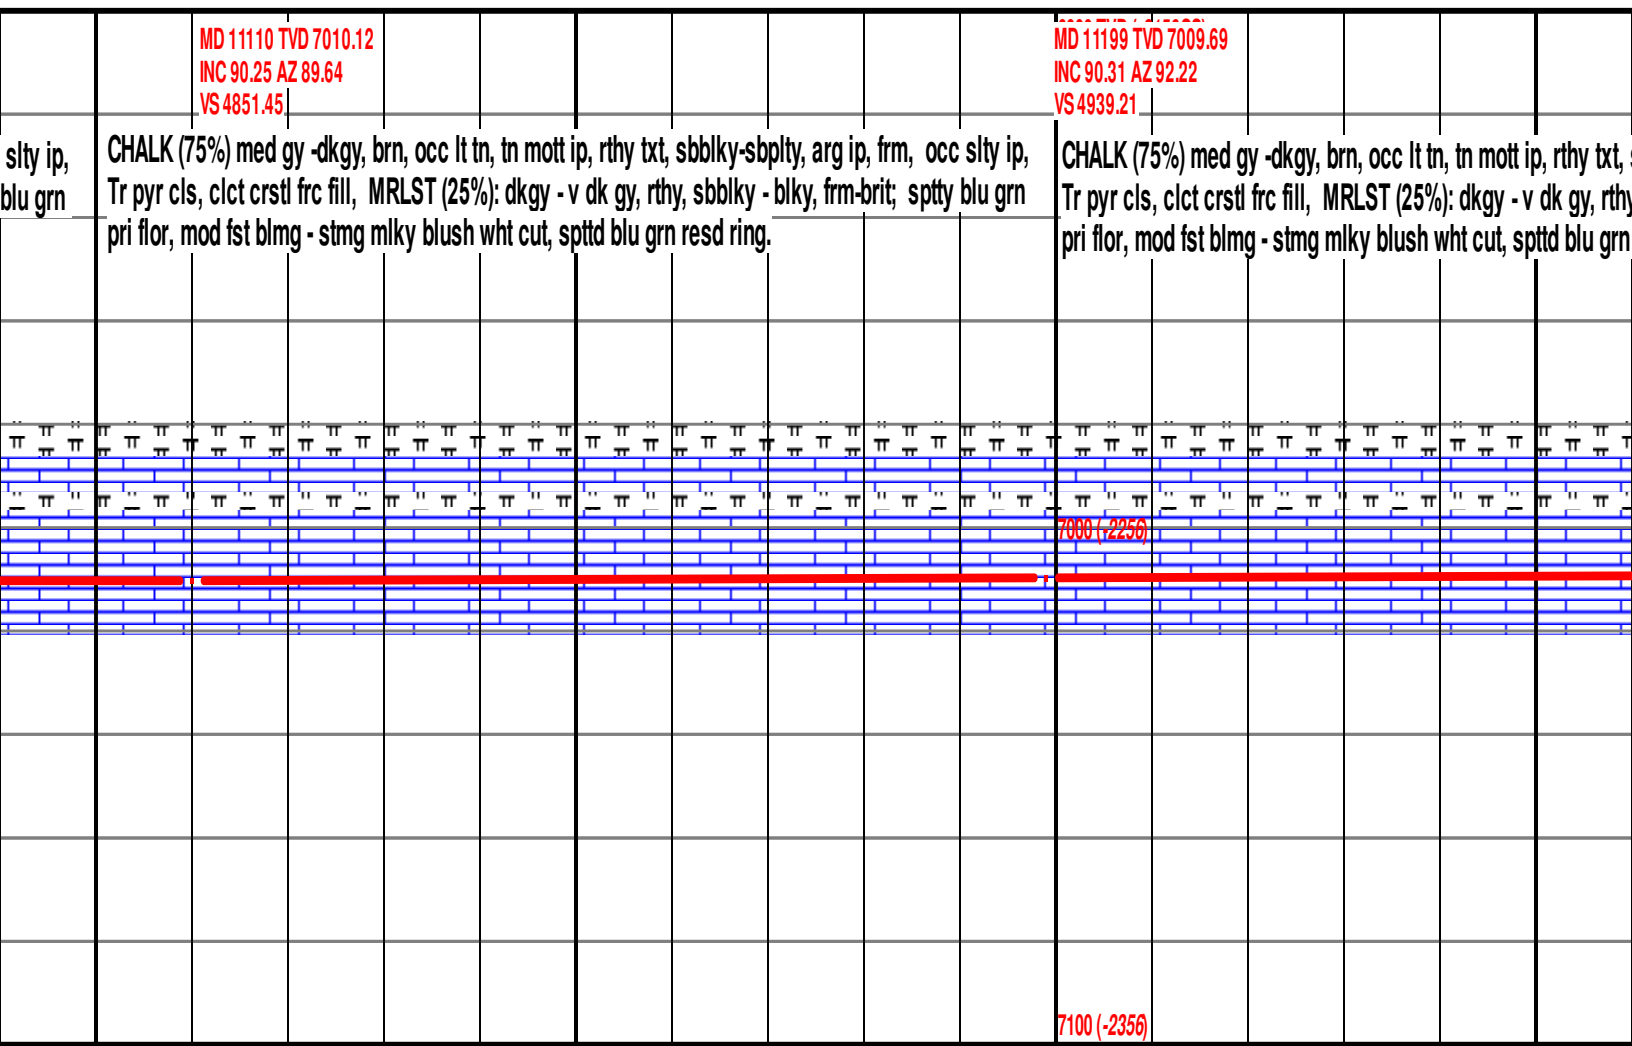 MD 11110 TVD 7010.12
INC 90.25 AZ 89.64
VS 4851.45
MD 11199 TVD 7009.69
INC 90.31 AZ 92.22
VS 4939.21
slty ip,
blu grn
CHALK (75%) med gy -dkgy, brn, occ lt tn, tn mott ip, rthy txt, sbblky-sbplty, arg ip, frm, occ slty ip,
Tr pyr cls, clct crstl frc fill, MRLST (25%): dkgy - v dk gy, rthy, sbblky - blky, frm-brit; sptty blu grn
pri flor, mod fst blmg - stmg mlky blush wht cut, spttd blu grn resd ring.
CHALK (75%) med gy -dkgy, brn, occ lt tn, tn mott ip, rthy txt,
Tr pyr cls, clct crstl frc fill, MRLST (25%): dkgy - v dk gy, rthy
pri flor, mod fst blmg - stmg mlky blush wht cut, spttd blu grn
7000 (-2256)
7100 (-2356)